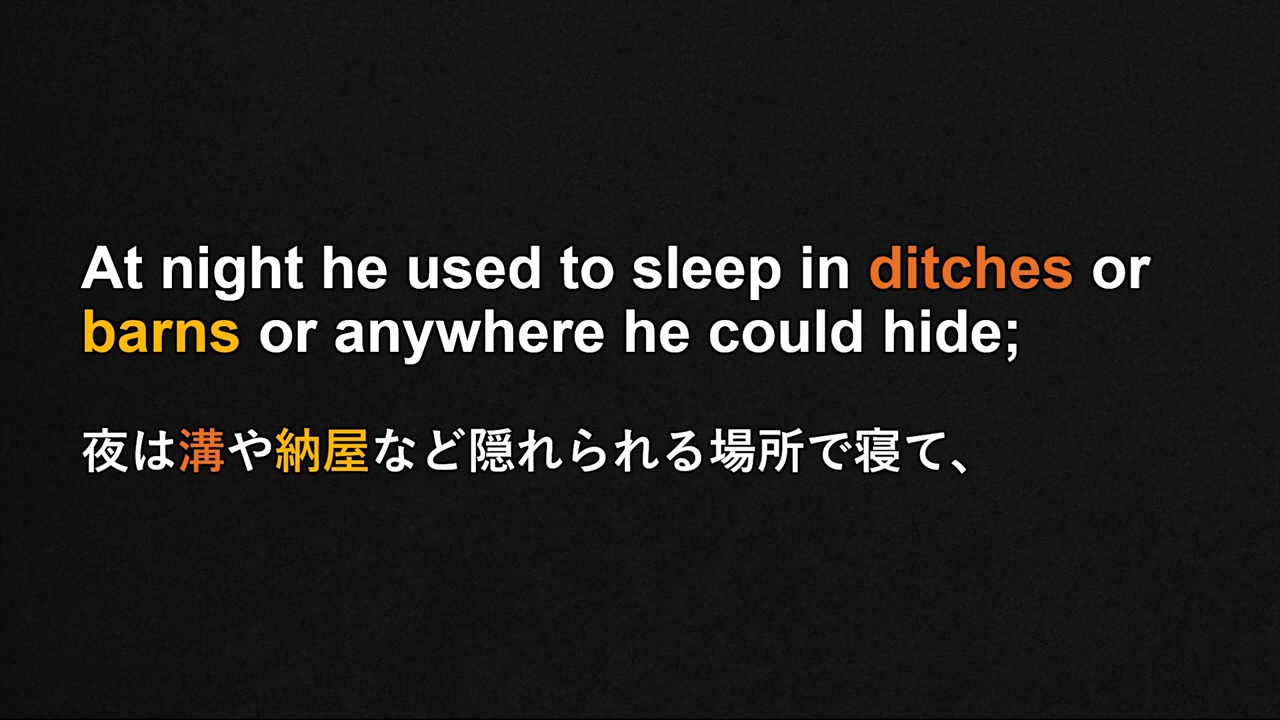 At night he used to sleep in ditches or
barns or anywhere he could hide;
夜は溝や納屋など隠れられる場所で寝て、